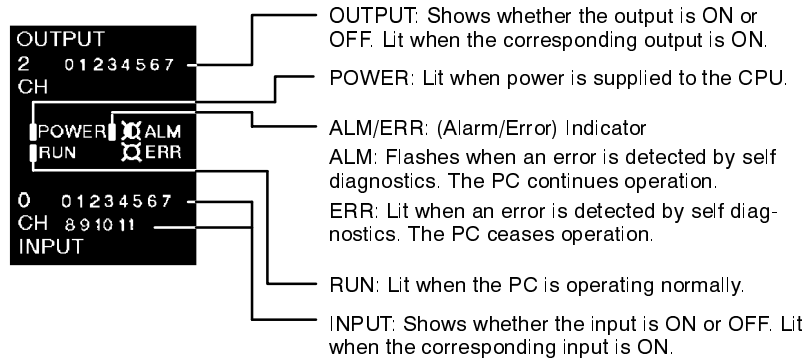 OUTPUT
2 01234567
CH
POWER ALM
RUN ERR
0 01234567
CH 891011
INPUT
OUTPUT: Shows whether the output is ON or
OFF. Lit when the corresponding output is ON.
POWER: Lit when power is supplied to the CPU.
ALM/ERR: (Alarm/Error) Indicator
ALM: Flashes when an error is detected by self
diagnostics. The PC continues operation.
ERR: Lit when an error is detected by self diag-
nostics. The PC ceases operation.
RUN: Lit when the PC is operating normally.
INPUT: Shows whether the input is ON or OFF. Lit
when the corresponding input is ON.